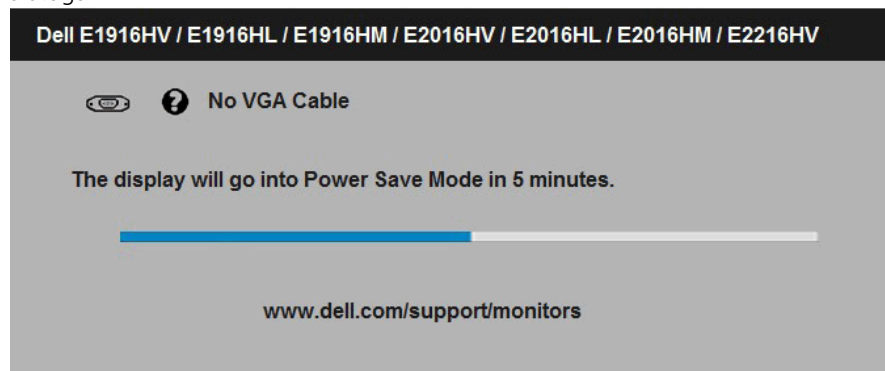 Dell E1916HV / E1916HL / E1916HM / E2016HV / E2016HL / E2016HM / E2216HV
? No VGA Cable
The display will go into Power Save Mode in 5 minutes.
www.dell.com/support/monitors